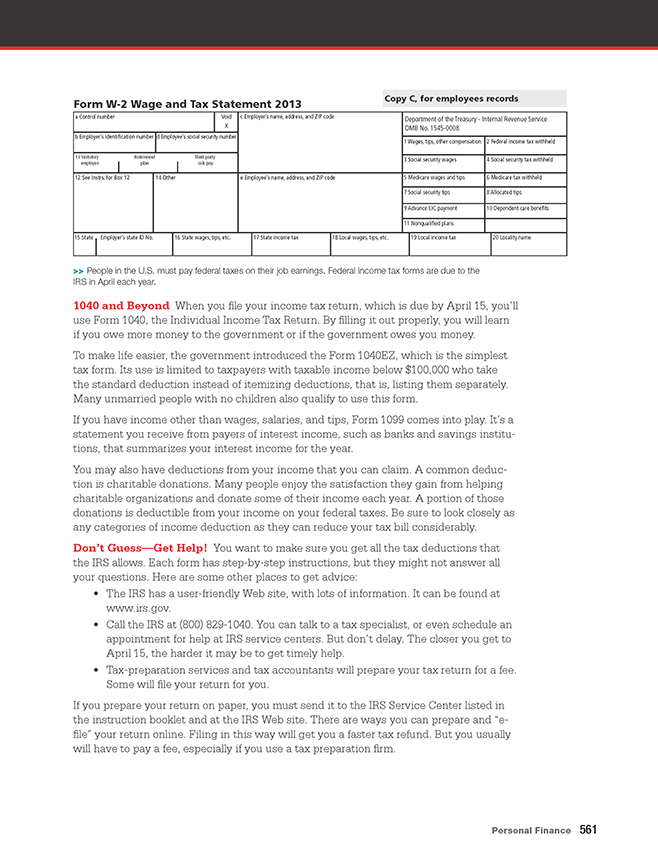 Form W-2 Wage and Tax Statement 2013
Copy C, for employees records
a Control number
Void
X
c Employer's name, address, and ZIP code
Department of the Treasury - Internal Revenue Service
OMB No. 1545-0008
b Employer's identification number
d Employee's social security number
1 Wages, tips, other compensation
2 Federal income tax withheld
13 Statutory employee
Retirement plan
Third-party sick pay
3 Social security wages
4 Social security tax withheld
12 See Instrs. for Box 12
14 Other
e Employee's name, address, and ZIP code
5 Medicare wages and tips
6 Medicare tax withheld
7 Social security tips
8 Allocated tips
9 Advance EIC payment
10 Dependent care benefits
11 Nonqualified plans
15 State
Employer's state ID No.
16 State wages, tips, etc.
17 State income tax
18 Local wages, tips, etc.
19 Local income tax
20 Locality name
>> People in the U.S. must pay federal taxes on their job earnings. Federal income tax forms are due to the
IRS in April each year.
1040 and Beyond When you file your income tax return, which is due by April 15, you'll
use Form 1040, the Individual Income Tax Return. By filling it out properly, you will learn
if you owe more money to the government or if the government owes you money.
To make life easier, the government introduced the Form 1040EZ, which is the simplest
tax form. Its use is limited to taxpayers with taxable income below $100,000 who take
the standard deduction instead of itemizing deductions, that is, listing them separately.
Many unmarried people with no children also qualify to use this form.
If you have income other than wages, salaries, and tips, Form 1099 comes into play. It's a
statement you receive from payers of interest income, such as banks and savings institu-
tions, that summarizes your interest income for the year.
You may also have deductions from your income that you can claim. A common deduc-
tion is charitable donations. Many people enjoy the satisfaction they gain from helping
charitable organizations and donate some of their income each year. A portion of those
donations is deductible from your income on your federal taxes. Be sure to look closely as
any categories of income deduction as they can reduce your tax bill considerably.
Don't Guess—Get Help! You want to make sure you get all the tax deductions that
the IRS allows. Each form has step-by-step instructions, but they might not answer all
your questions. Here are some other places to get advice:
• The IRS has a user-friendly Web site, with lots of information. It can be found at
www.irs.gov.
• Call the IRS at (800) 829-1040. You can talk to a tax specialist, or even schedule an
appointment for help at IRS service centers. But don't delay. The closer you get to
April 15, the harder it may be to get timely help.
• Tax-preparation services and tax accountants will prepare your tax return for a fee.
Some will file your return for you.
If you prepare your return on paper, you must send it to the IRS Service Center listed in
the instruction booklet and at the IRS Web site. There are ways you can prepare and "e-
file" your return online. Filing in this way will get you a faster tax refund. But you usually
will have to pay a fee, especially if you use a tax preparation firm.
Personal Finance 561